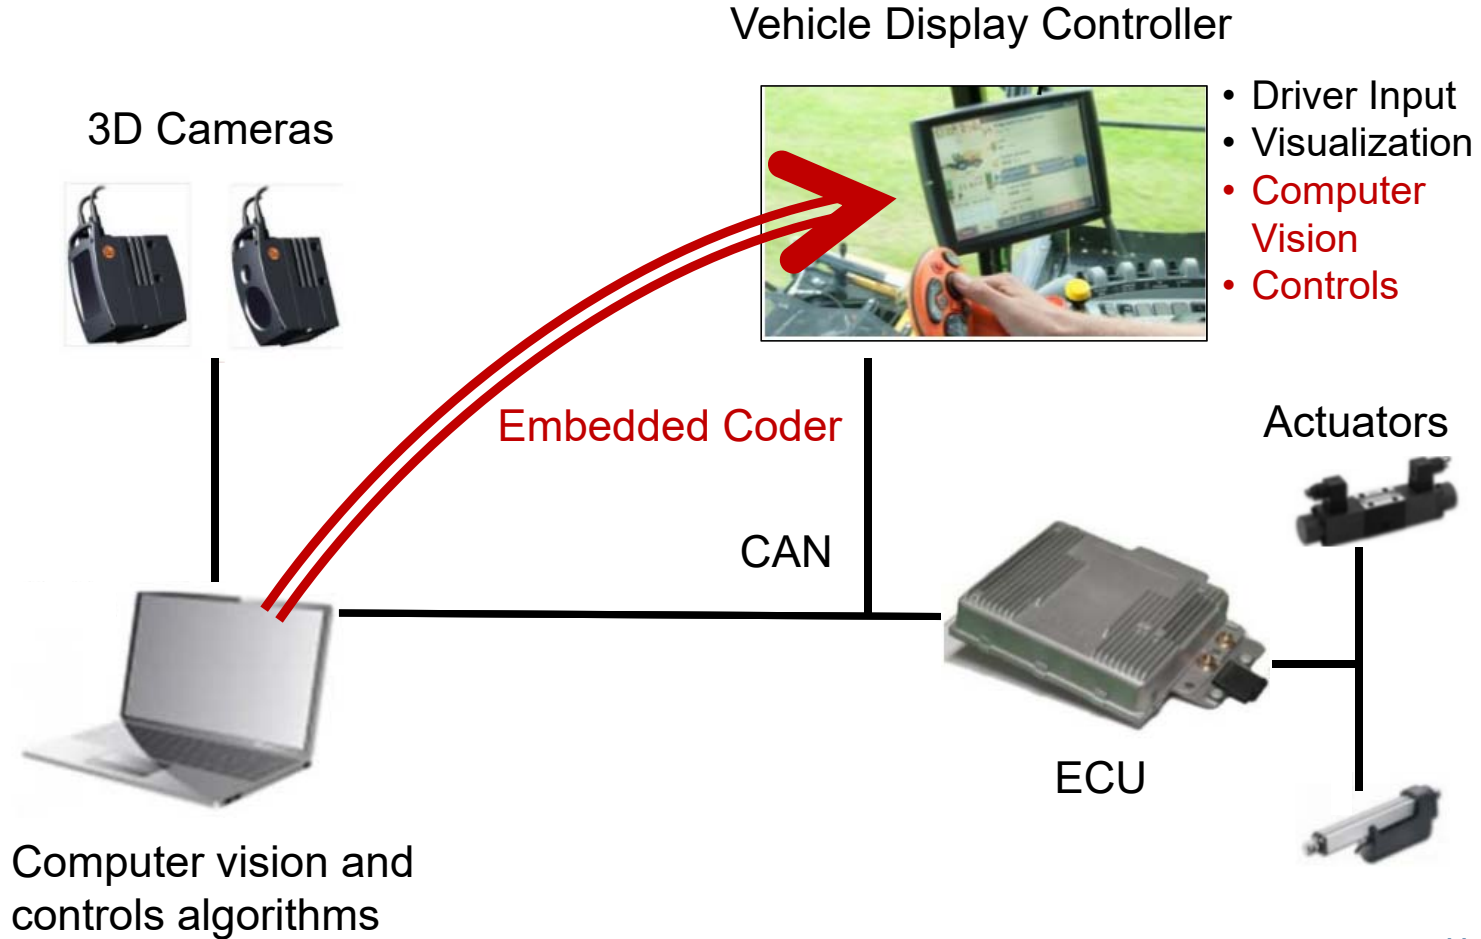 Vehicle Display Controller
3D Cameras
• Driver Input
• Visualization
• Computer
Vision
• Controls
Embedded Coder
Actuators
CAN
ECU
Computer vision and
controls algorithms